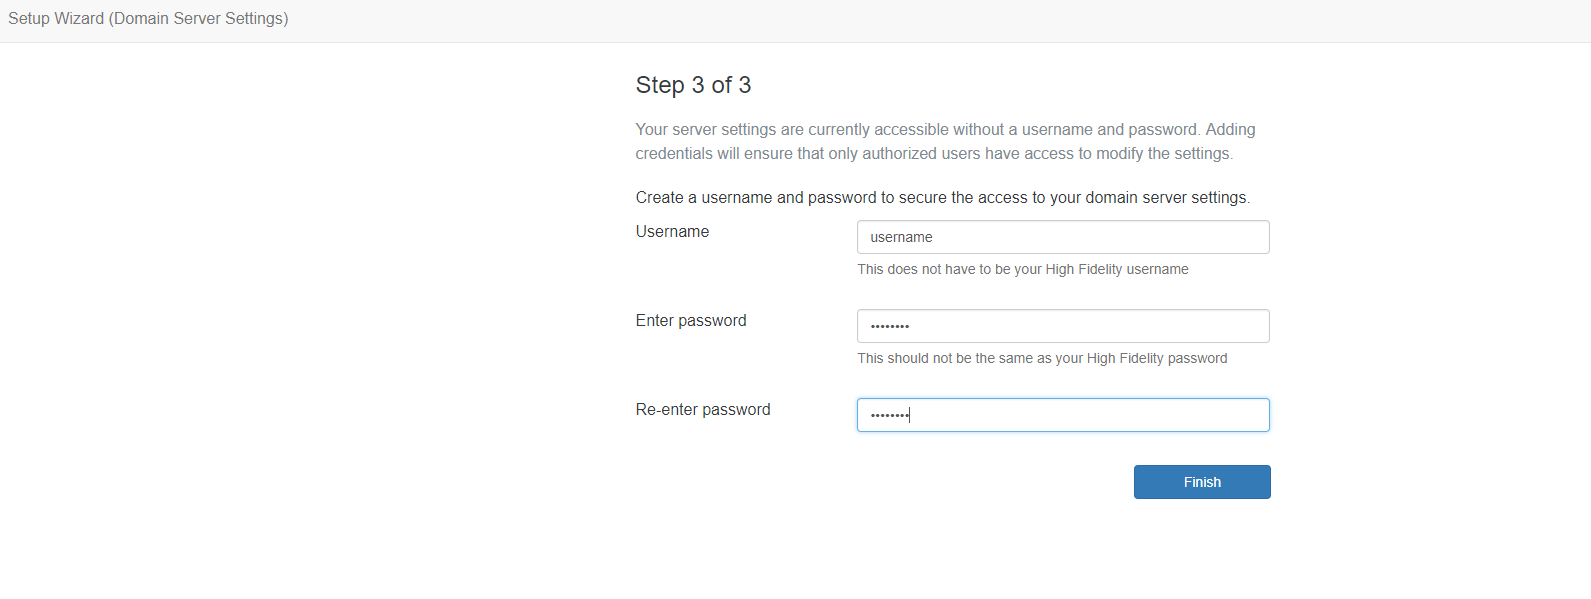 Setup Wizard (Domain Server Settings)
Step 3 of 3
Your server settings are currently accessible without a username and password. Adding
credentials will ensure that only authorized users have access to modify the settings.
Create a username and password to secure the access to your domain server settings.
Username
username
This does not have to be your High Fidelity username
Enter password
••••••••
This should not be the same as your High Fidelity password
Re-enter password
••••••••
Finish